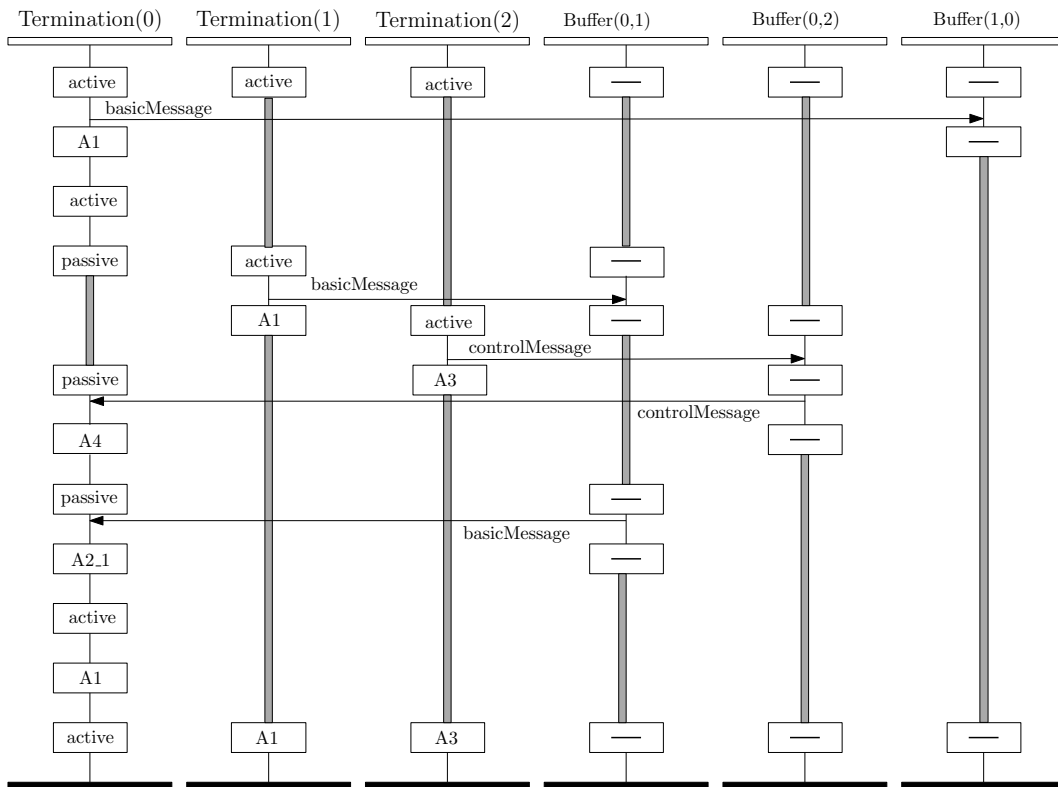 Termination(0) Termination(1) Termination(2) Buffer(0,1) Buffer(0,2) Buffer(1,0)
active active active — — —
basicMessage
A1 —
active
passive active —
basicMessage
A1 — active —
controlMessage
passive A3 —
controlMessage
A4 —
passive —
basicMessage
A2_1 —
active
A1
active A1 A3 — — —